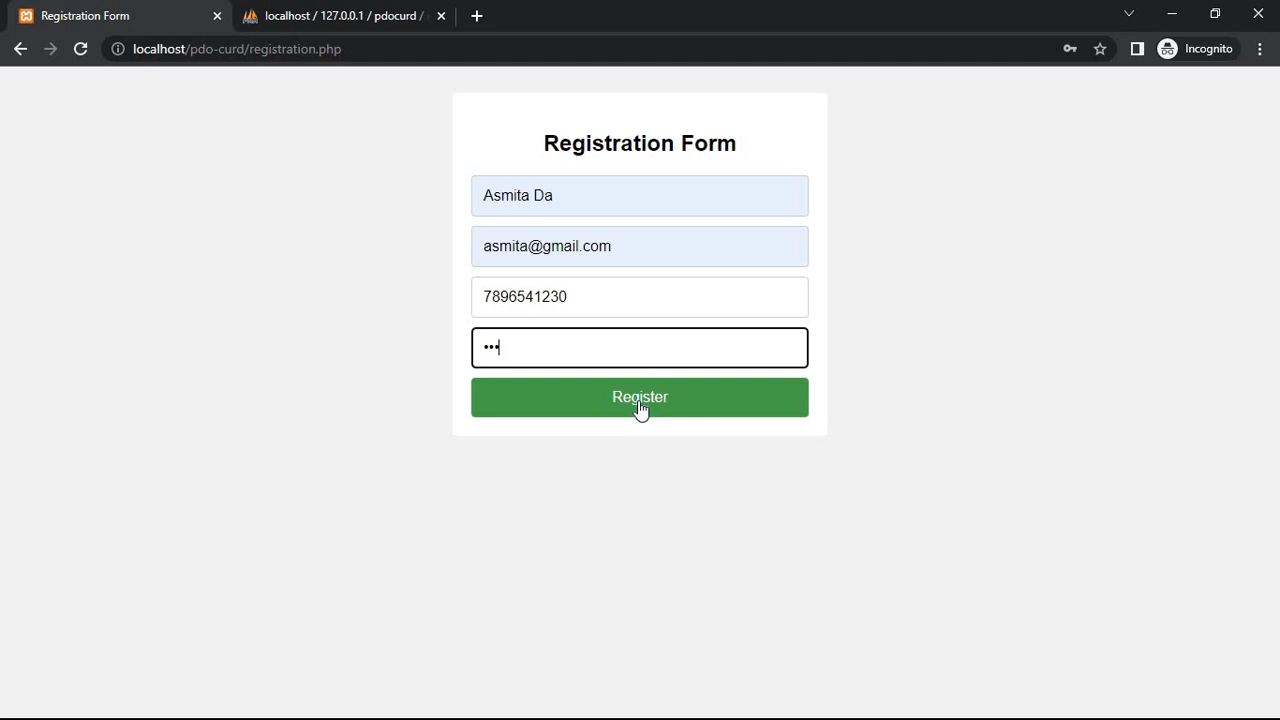 Registration Form
localhost / 127.0.0.1 / pdocurd /
localhost/pdo-curd/registration.php
Incognito
Registration Form
Asmita Da
asmita@gmail.com
7896541230
•••
Register